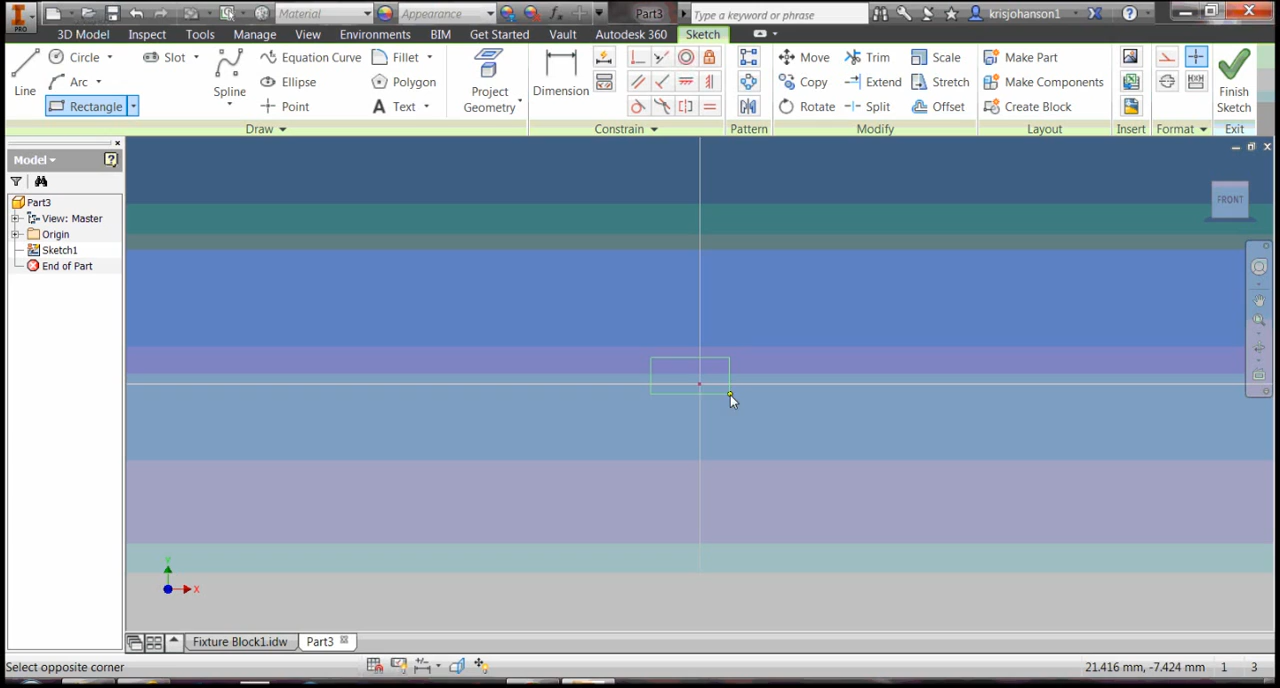 Material
Appearance
Part3
Type a keyword or phrase
krisjohanson1
PRO
3D Model
Inspect
Tools
Manage
View
Environments
BIM
Get Started
Vault
Autodesk 360
Sketch
Line
Circle
Arc
Rectangle
Slot
Spline
Equation Curve
Ellipse
Point
Fillet
Polygon
A Text
Project
Geometry
Draw
Dimension
Constrain
Pattern
Move
Copy
Rotate
Trim
Extend
Split
Scale
Stretch
Offset
Modify
Make Part
Make Components
Create Block
Layout
Insert
Format
Finish
Sketch
Exit
Model
Part3
View: Master
Origin
Sketch1
End of Part
FRONT
Y
X
Fixture Block1.idw
Part3
Select opposite corner
21.416 mm, -7.424 mm 1 3